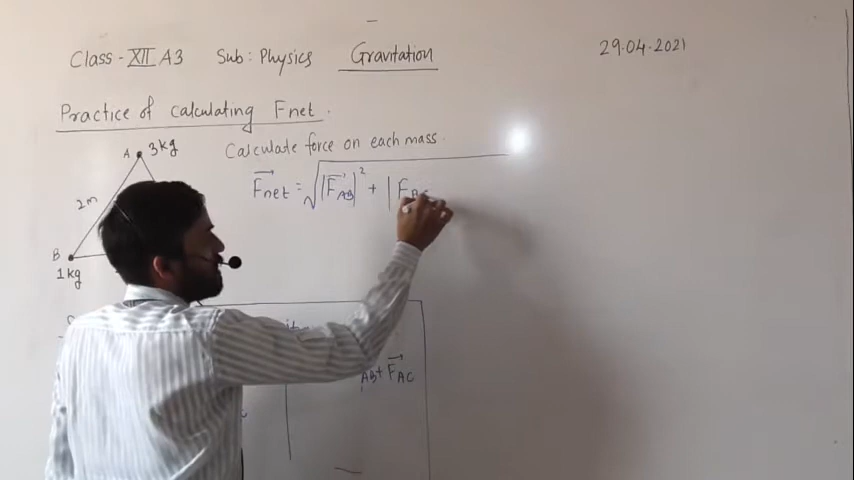 Class - XII A3 Sub : Physics Gravitation 29.04.2021
Practice of calculating Fnet.
Calculate force on each mass.
A 3kg
2m
B
1kg
Fnet = √|FAB|² + |F
AB + FAC